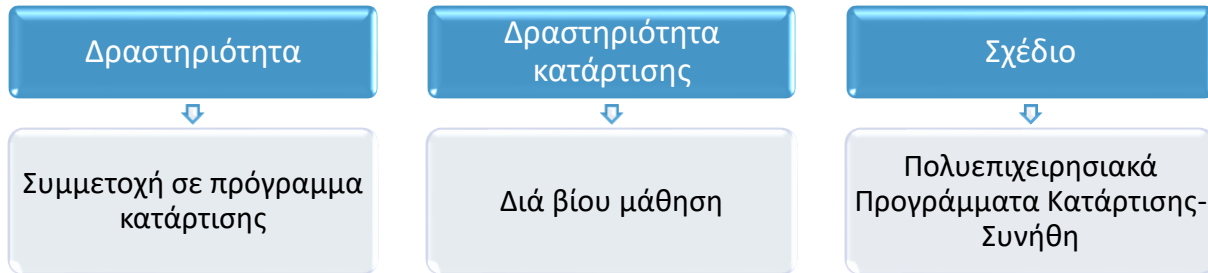 Δραστηριότητα
Συμμετοχή σε πρόγραμμα
κατάρτισης
Δραστηριότητα
κατάρτισης
Διά βίου μάθηση
Σχέδιο
Πολυεπιχειρησιακά
Προγράμματα Κατάρτισης-
Συνήθη